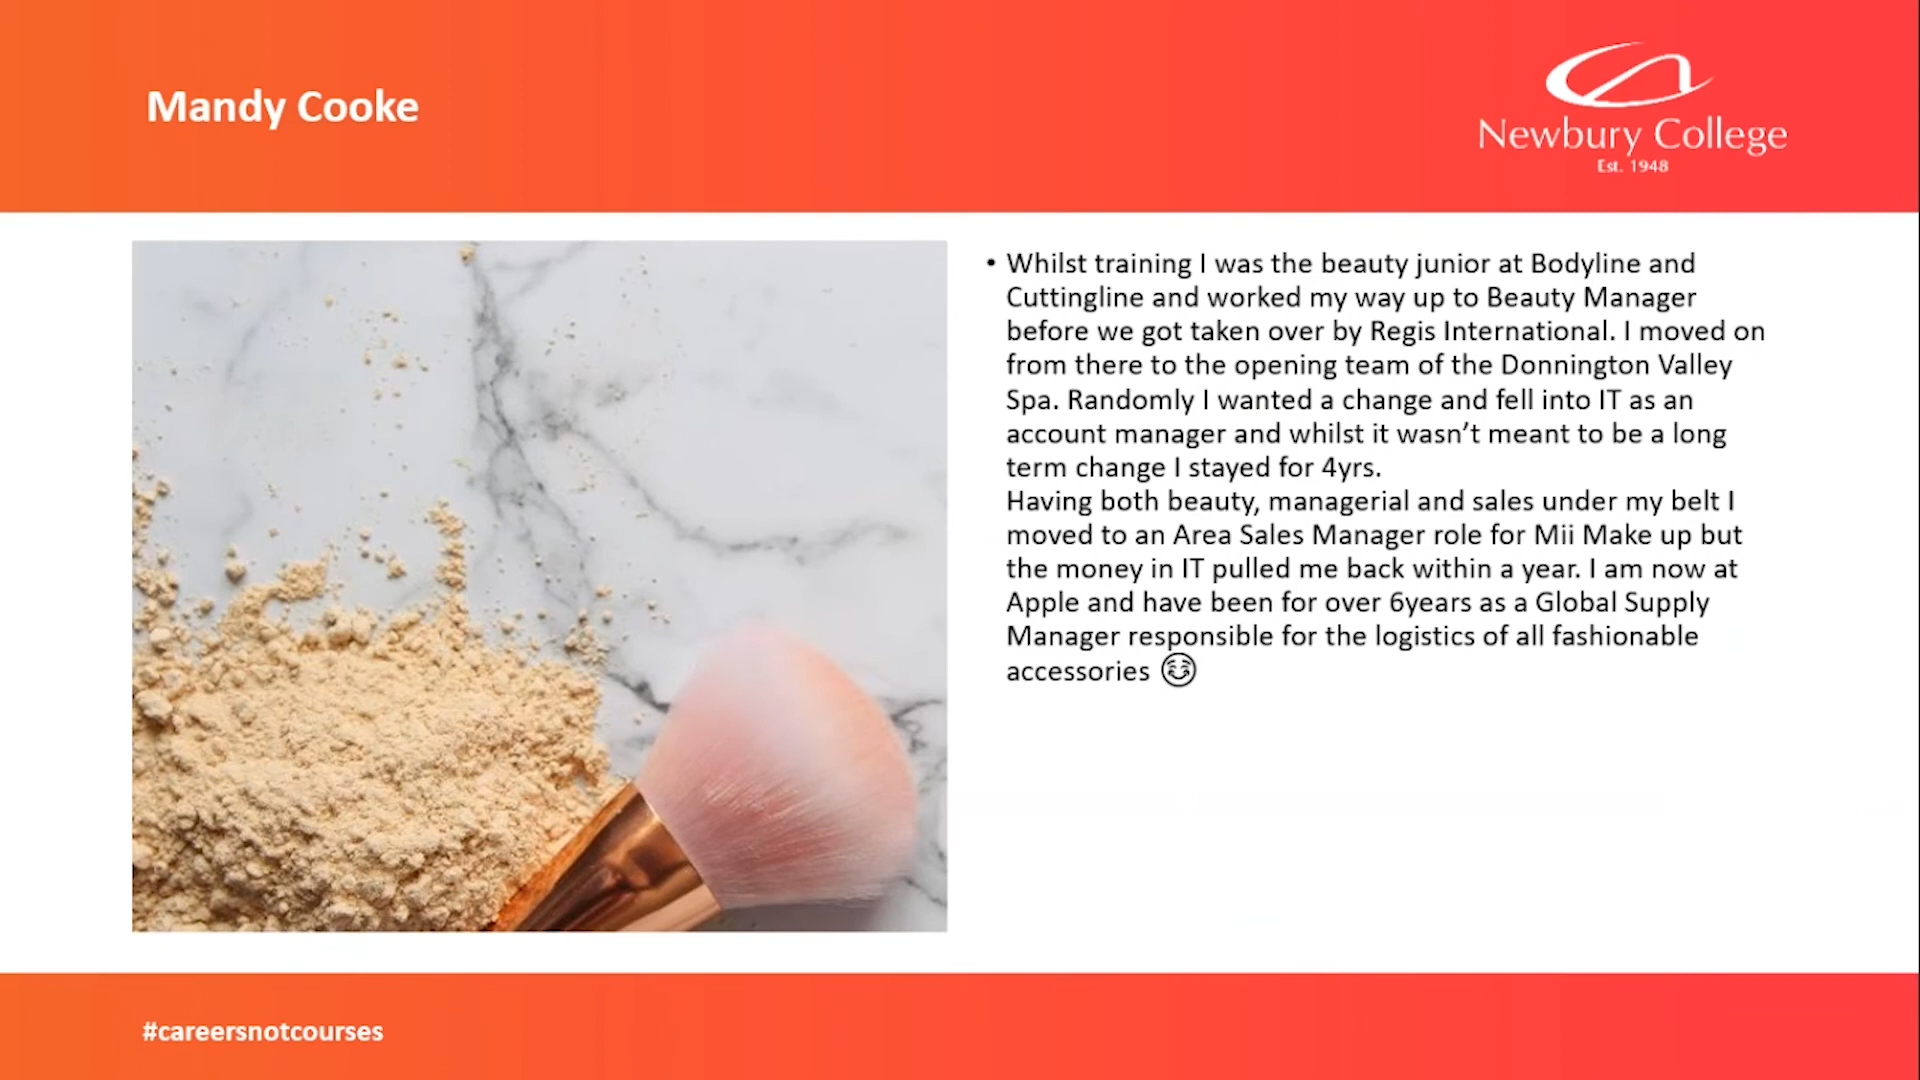 Mandy Cooke
Newbury College
Est. 1948
• Whilst training I was the beauty junior at Bodyline and
Cuttingline and worked my way up to Beauty Manager
before we got taken over by Regis International. I moved on
from there to the opening team of the Donnington Valley
Spa. Randomly I wanted a change and fell into IT as an
account manager and whilst it wasn’t meant to be a long
term change I stayed for 4yrs.
Having both beauty, managerial and sales under my belt I
moved to an Area Sales Manager role for Mii Make up but
the money in IT pulled me back within a year. I am now at
Apple and have been for over 6years as a Global Supply
Manager responsible for the logistics of all fashionable
accessories 😂
#careersnotcourses